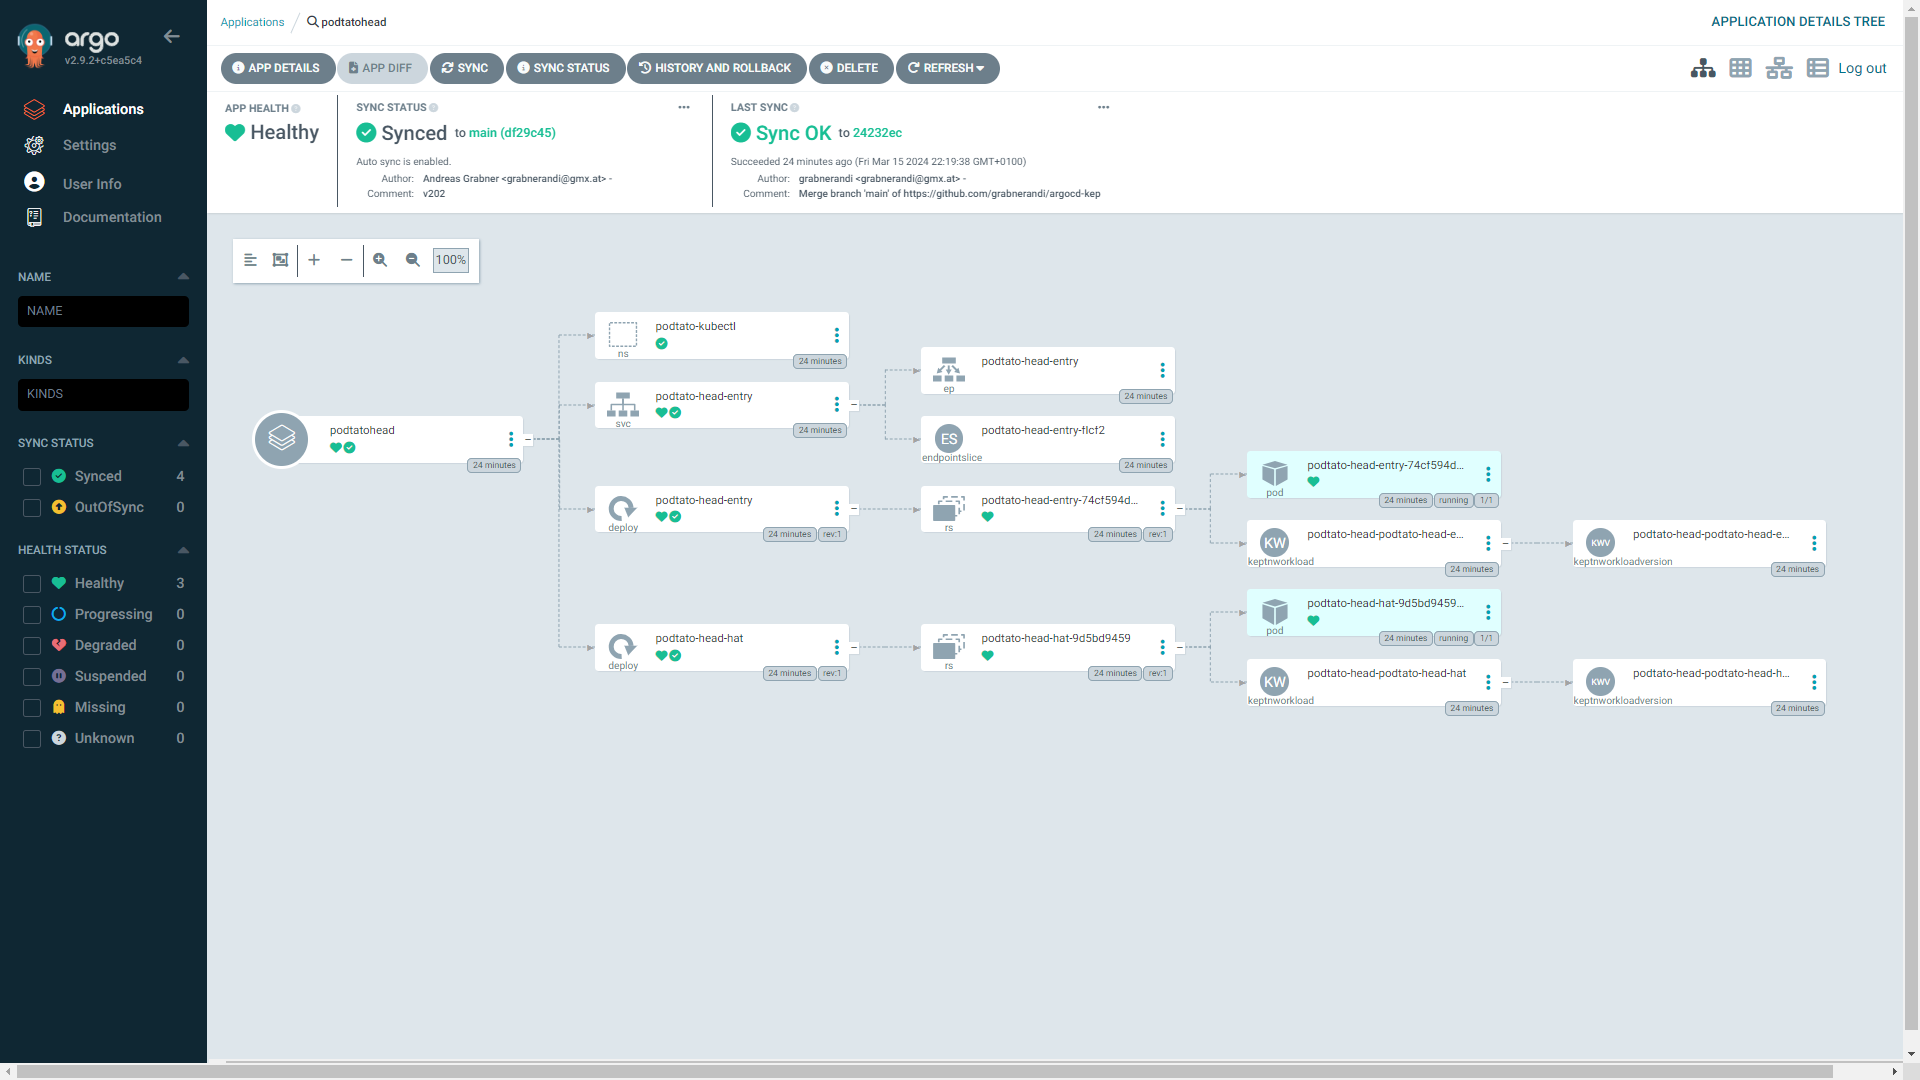 argo
v2.9.2+c5ea5c4
Applications
Settings
User Info
Documentation
NAME
NAME
KINDS
KINDS
SYNC STATUS
Synced 4
OutOfSync 0
HEALTH STATUS
Healthy 3
Progressing 0
Degraded 0
Suspended 0
Missing 0
Unknown 0
Applications / podtatohead
APPLICATION DETAILS TREE
APP DETAILS APP DIFF SYNC SYNC STATUS HISTORY AND ROLLBACK DELETE REFRESH
Log out
APP HEALTH
Healthy
SYNC STATUS
Synced to main (df29c45)
Auto sync is enabled.
Author: Andreas Grabner <grabnerandi@gmx.at> -
Comment: v202
LAST SYNC
Sync OK to 24232ec
Succeeded 24 minutes ago (Fri Mar 15 2024 22:19:38 GMT+0100)
Author: grabnerandi <grabnerandi@gmx.at> -
Comment: Merge branch 'main' of https://github.com/grabnerandi/argocd-kep
100%
podtatohead
24 minutes
podtato-kubectl
ns
24 minutes
podtato-head-entry
svc
24 minutes
podtato-head-entry
deploy
24 minutes rev:1
podtato-head-hat
deploy
24 minutes rev:1
podtato-head-entry
ep
24 minutes
ES
podtato-head-entry-flcf2
endpointslice
24 minutes
podtato-head-entry-74cf594d...
rs
24 minutes rev:1
podtato-head-hat-9d5bd9459
rs
24 minutes rev:1
podtato-head-entry-74cf594d...
pod
24 minutes running 1/1
KW
podtato-head-podtato-head-e...
keptnworkload
24 minutes
podtato-head-hat-9d5bd9459...
pod
24 minutes running 1/1
KW
podtato-head-podtato-head-hat
keptnworkload
24 minutes
KWV
podtato-head-podtato-head-e...
keptnworkloadversion
24 minutes
KWV
podtato-head-podtato-head-h...
keptnworkloadversion
24 minutes